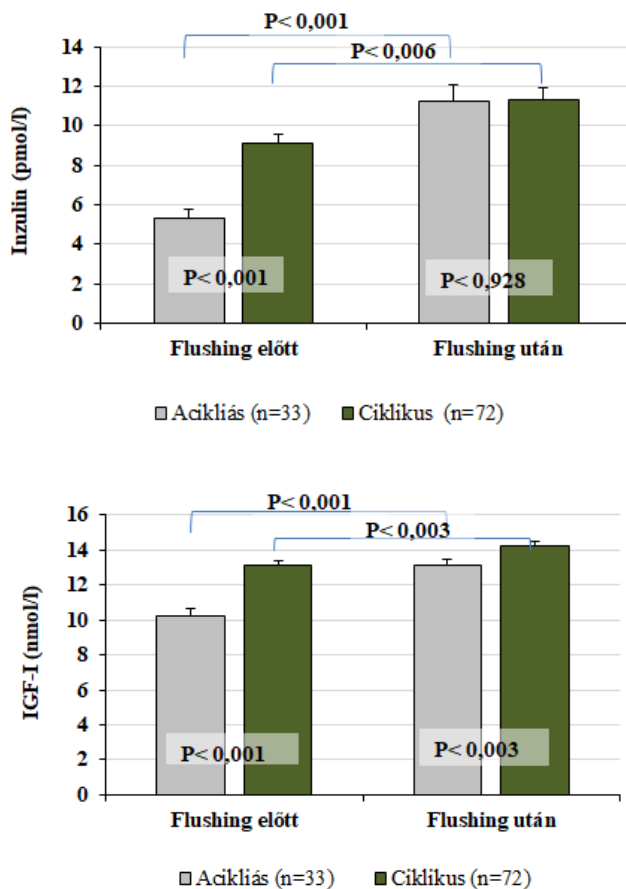 P< 0,001
P< 0,006
14
12
10
8
6
4
2
0
Inzulin (pmol/l)
P< 0,001
P< 0,928
Flushing előtt
Flushing után
Acikliás (n=33)
Ciklikus (n=72)
P< 0,001
P< 0,003
16
14
12
10
8
6
4
2
0
IGF-I (nmol/l)
P< 0,001
P< 0,003
Flushing előtt
Flushing után
Acikliás (n=33)
Ciklikus (n=72)